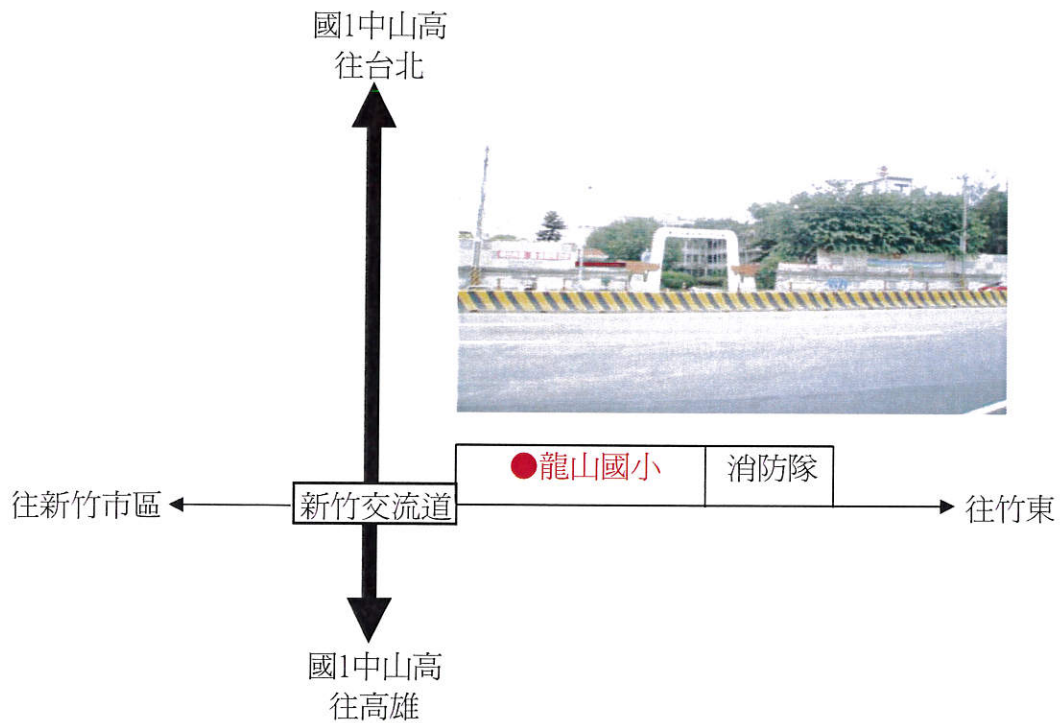 國1中山高
往台北
●龍山國小
消防隊
往新竹市區
新竹交流道
往竹東
國1中山高
往高雄